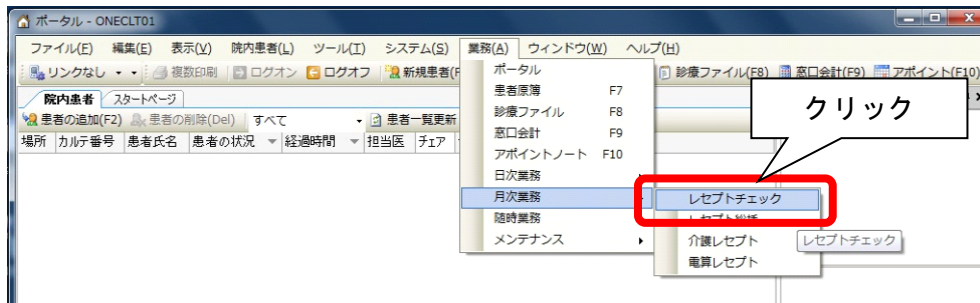 ポータル - ONECLT01
ファイル(F) 編集(E) 表示(V) 院内患者(L) ツール(T) システム(S) 業務(A) ウィンドウ(W) ヘルプ(H)
リンクなし 複数印刷 ログオン ログオフ 新規患者(F 診療ファイル(F8) 窓口会計(F9) アポイント(F10)
院内患者 スタートページ
患者の追加(F2) 患者の削除(Del) すべて 患者一覧更新
場所 カルテ番号 患者氏名 患者の状況 経過時間 担当医 チェア
ポータル
患者原簿 F7
診療ファイル F8
窓口会計 F9
アポイントノート F10
日次業務
月次業務
随時業務
メンテナンス
クリック
レセプトチェック
レセプト総括
介護レセプト
電算レセプト
レセプトチェック